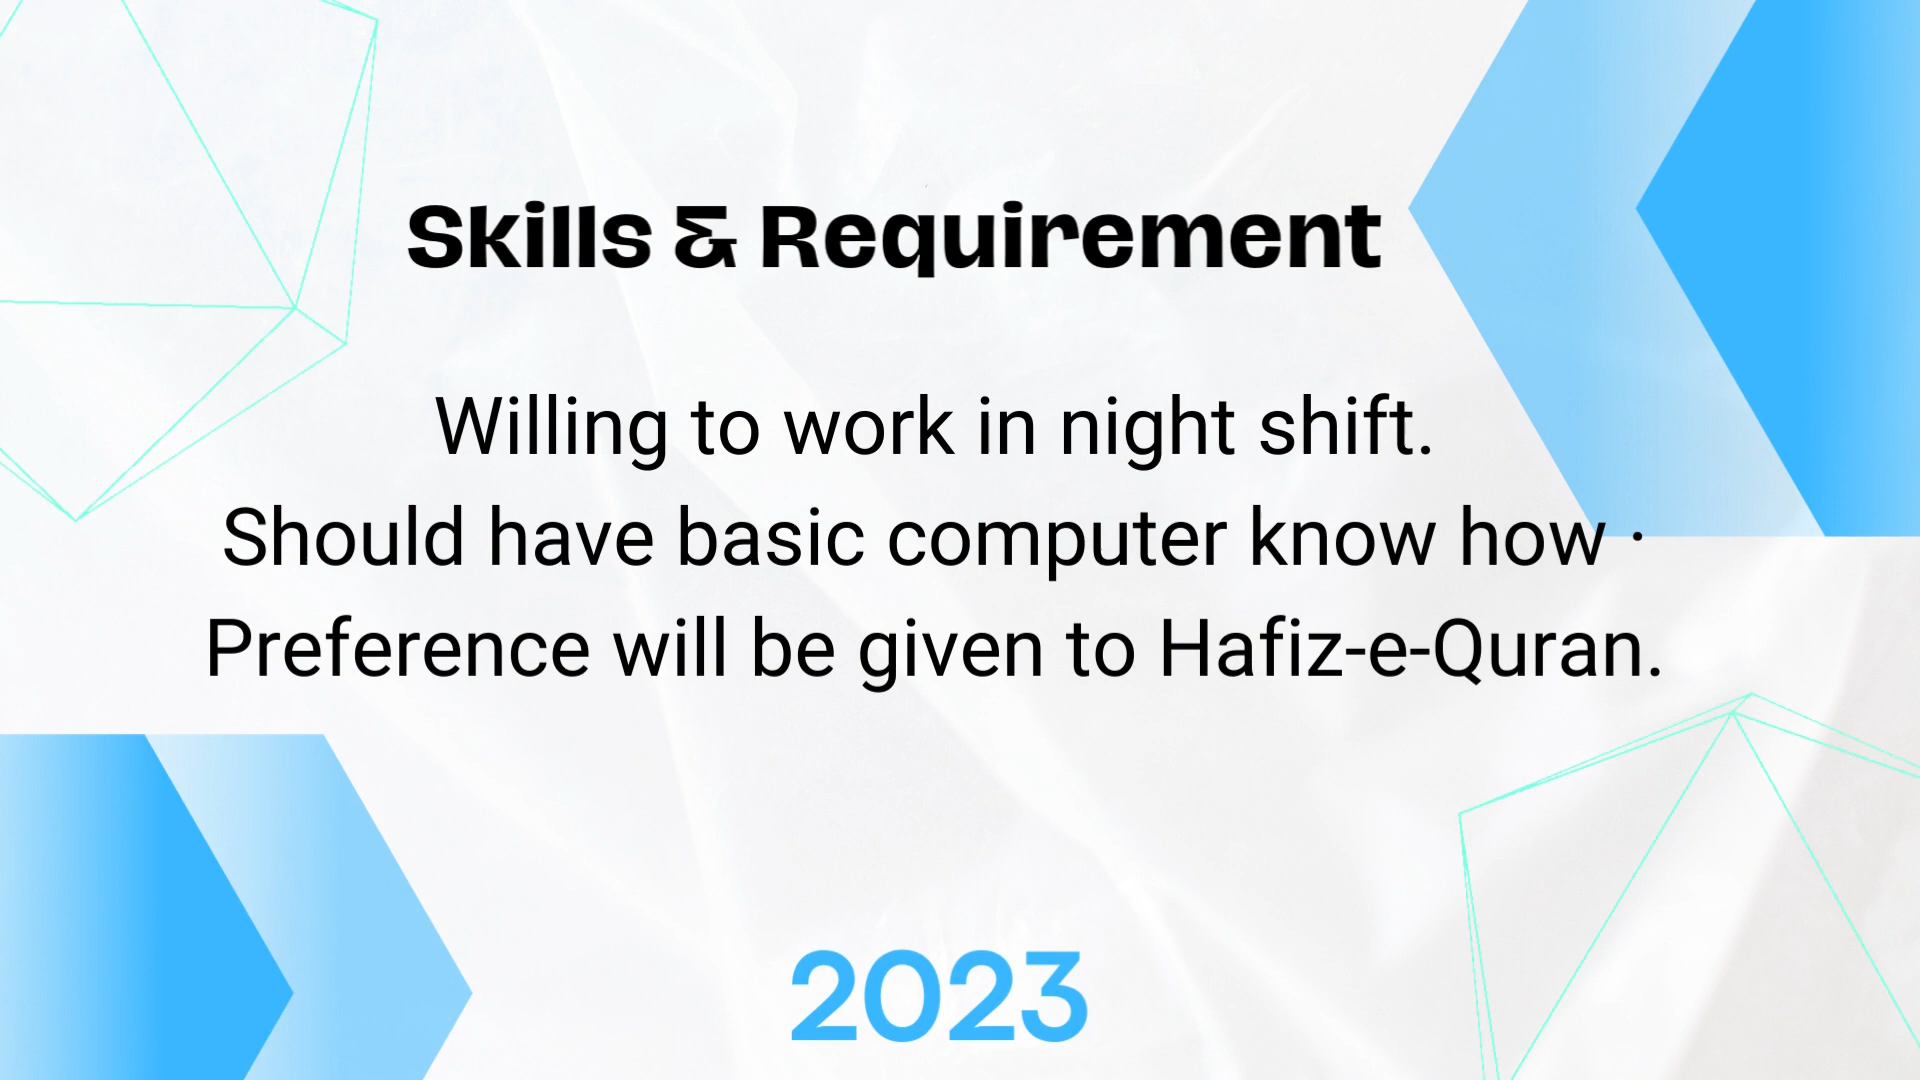 Skills & Requirement
Willing to work in night shift.
Should have basic computer know how ·
Preference will be given to Hafiz-e-Quran.
2023